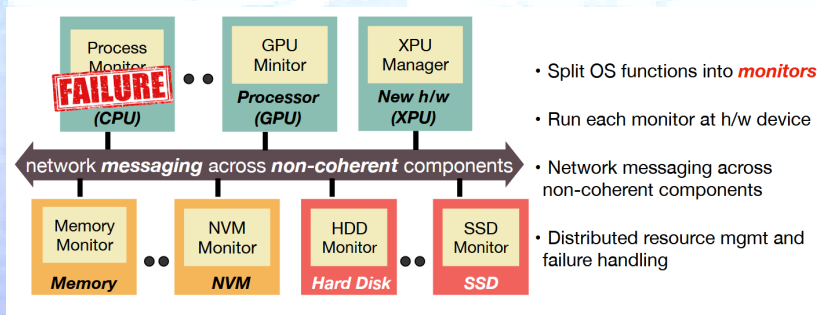 Process
Monitor
FAILURE
(CPU)
GPU
Minitor
Processor
(GPU)
XPU
Manager
New h/w
(XPU)
network messaging across non-coherent components
Memory
Monitor
Memory
NVM
Monitor
NVM
HDD
Monitor
Hard Disk
SSD
Monitor
SSD
• Split OS functions into monitors
• Run each monitor at h/w device
• Network messaging across
non-coherent components
• Distributed resource mgmt and
failure handling